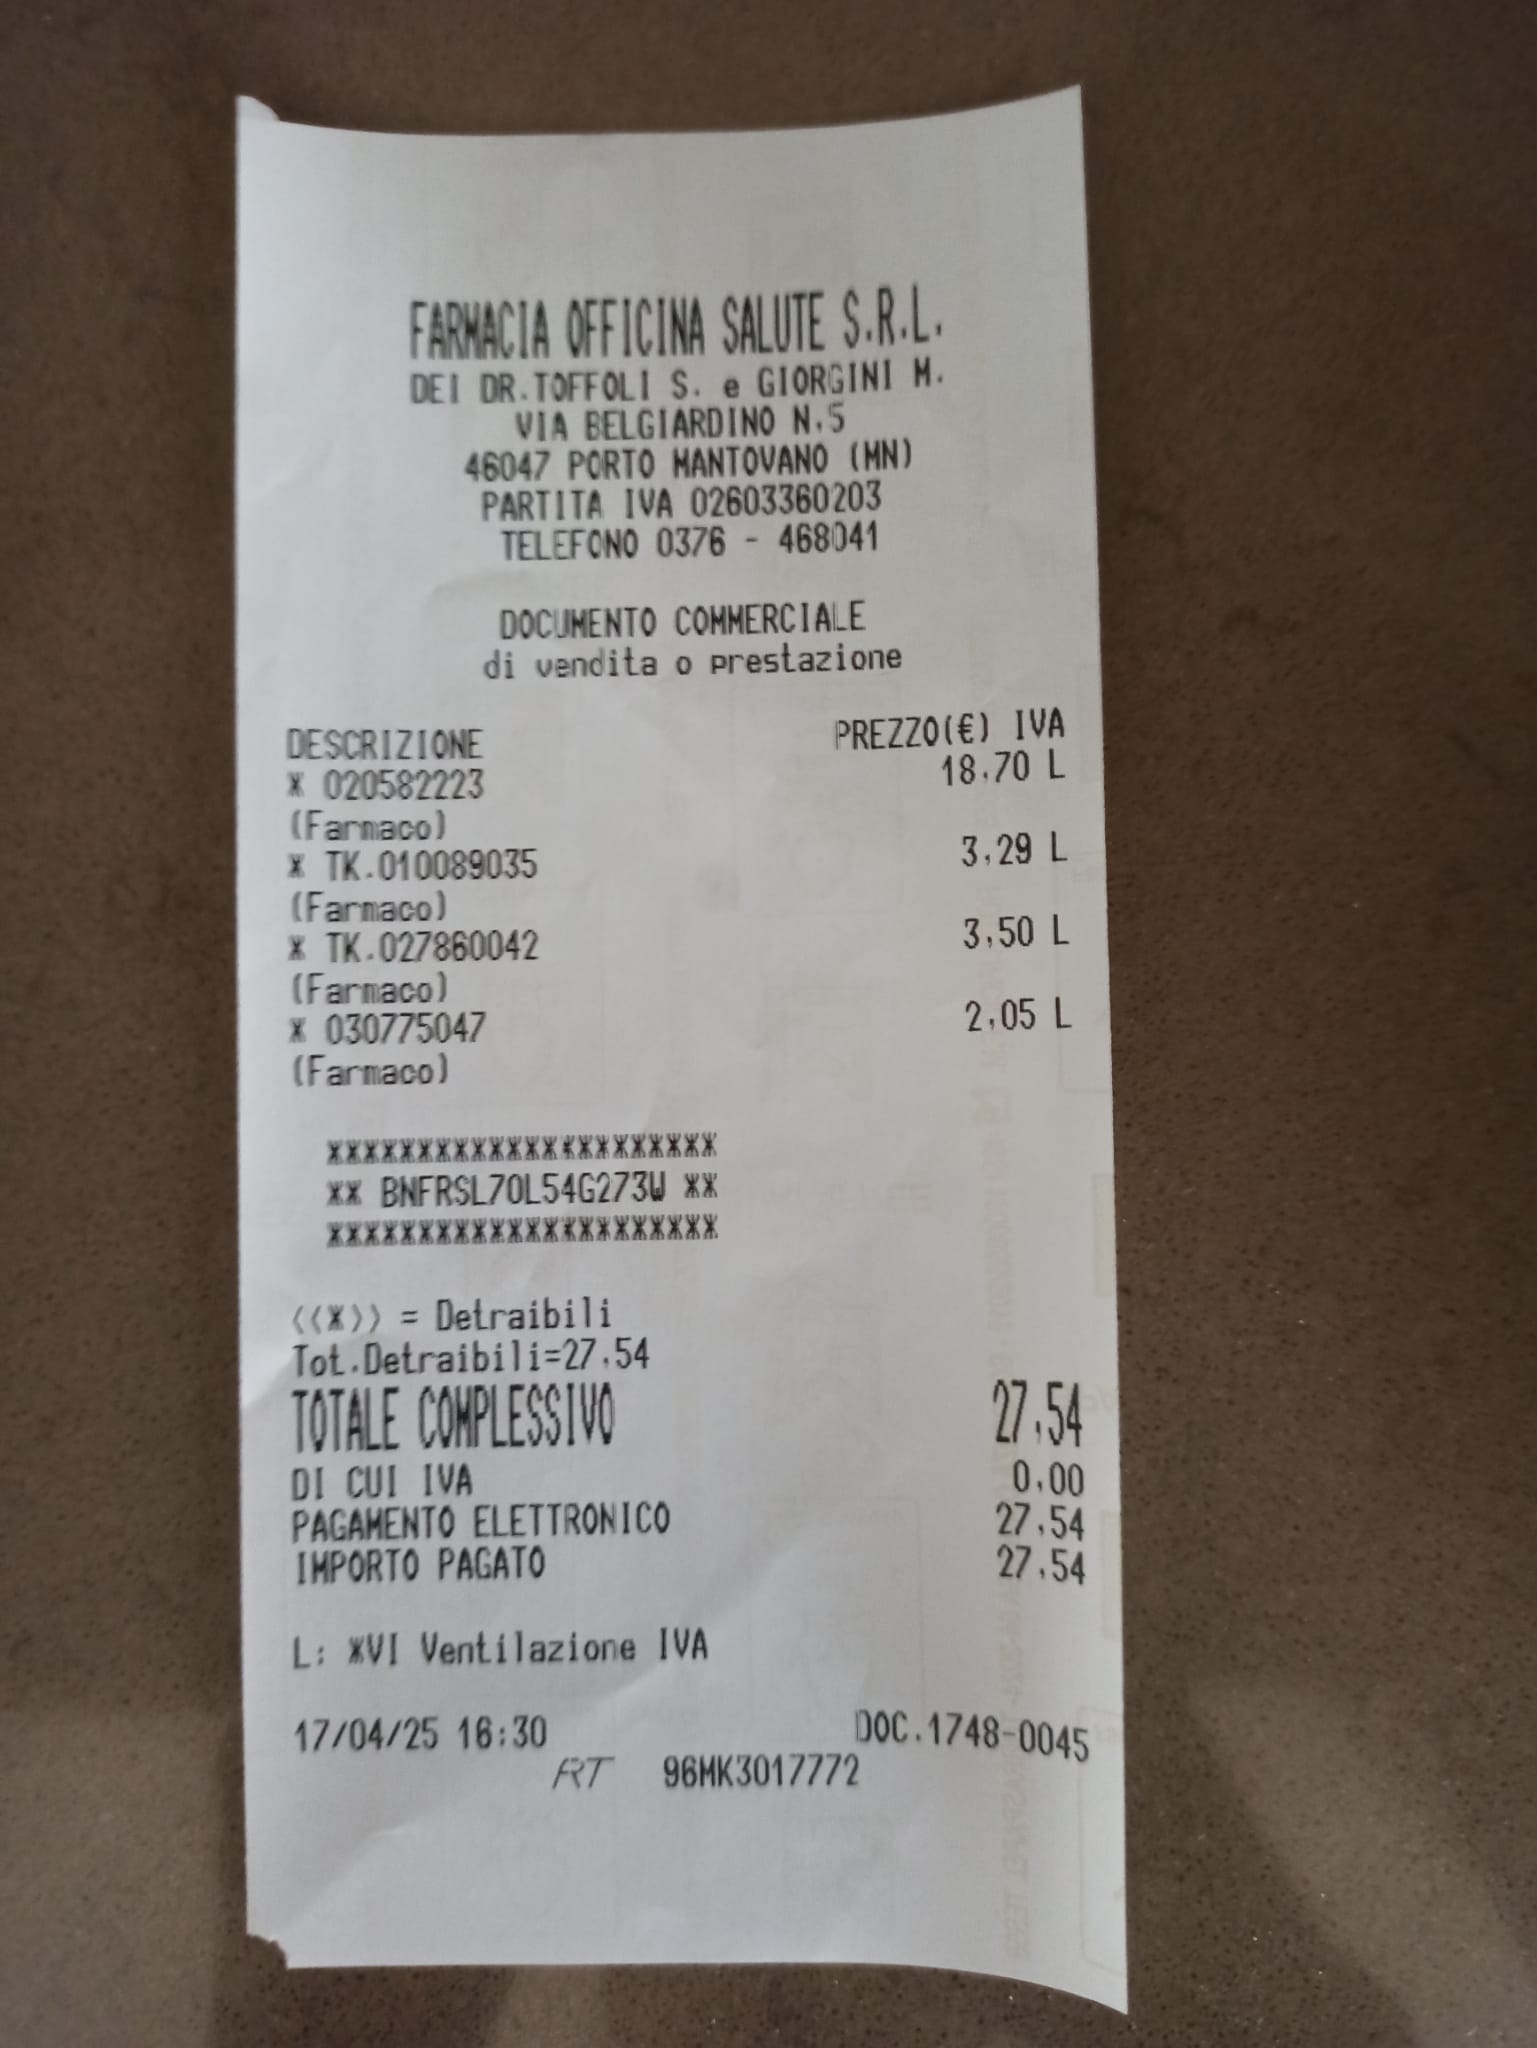 FARMACIA OFFICINA SALUTE S.R.L.
DEI DR.TOFFOLI S. e GIORGINI M.
VIA BELGIARDINO N.5
46047 PORTO MANTOVANO (MN)
PARTITA IVA 02603360203
TELEFONO 0376 - 468041
DOCUMENTO COMMERCIALE
di vendita o prestazione
DESCRIZIONE PREZZO(€) IVA
* 020582223 18,70 L
(Farmaco)
* TK.010089035 3,29 L
(Farmaco)
* TK.027860042 3,50 L
(Farmaco)
* 030775047 2,05 L
(Farmaco)
**********************
** BNFRSL70L54G273W **
**********************
<<*>> = Detraibili
Tot.Detraibili=27,54
TOTALE COMPLESSIVO 27,54
DI CUI IVA 0,00
PAGAMENTO ELETTRONICO 27,54
IMPORTO PAGATO 27,54
L: *VI Ventilazione IVA
17/04/25 16:30 DOC.1748-0045
RT 96MK3017772